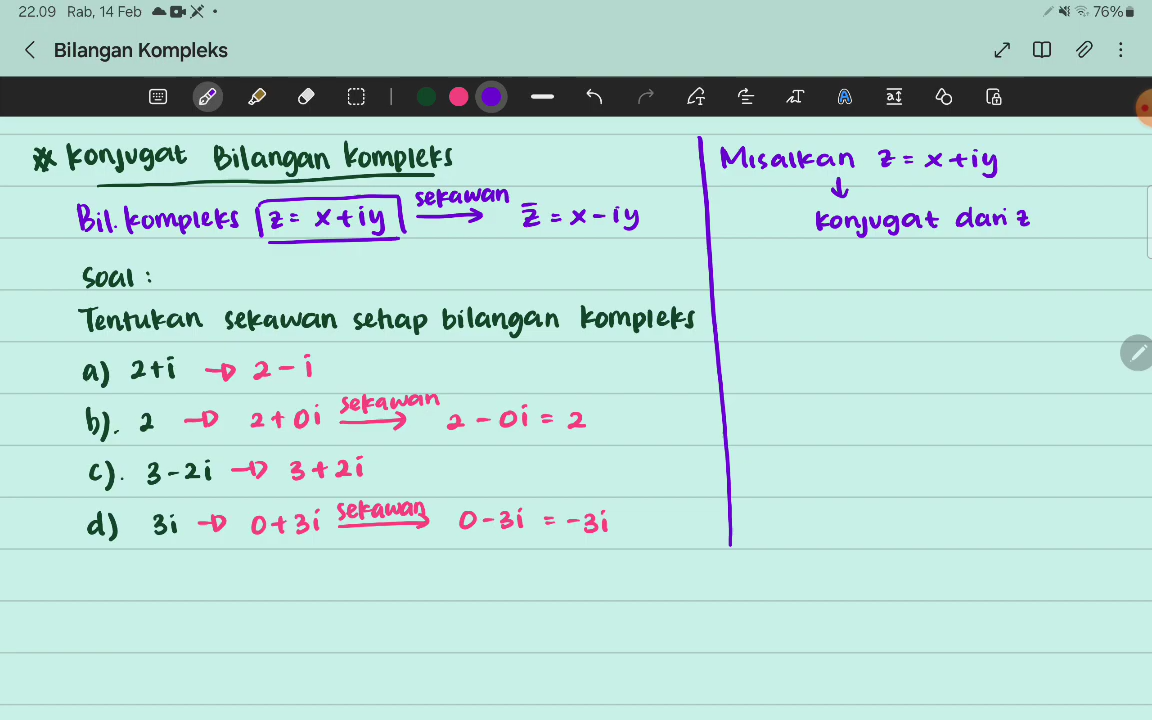 22.09 Rab, 14 Feb
76%
Bilangan Kompleks
* Konjugat Bilangan Kompleks
Bil. Kompleks z = x + iy sekawan → z̄ = x - iy
Soal :
Tentukan sekawan setiap bilangan kompleks
a) 2+i → 2 - i
b). 2 → 2 + 0i sekawan → 2 - 0i = 2
c). 3 - 2i → 3 + 2i
d) 3i → 0 + 3i sekawan → 0 - 3i = -3i
Misalkan z = x + iy
↓
Konjugat dari z